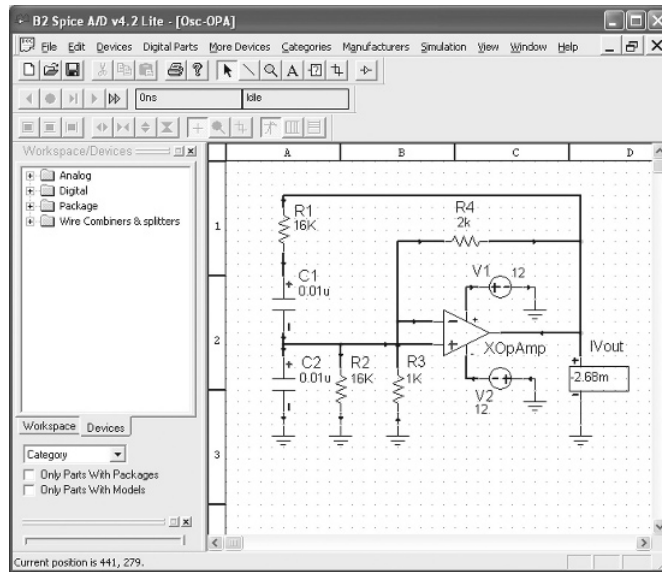 B2 Spice A/D v4.2 Lite - [Osc-OPA]
File Edit Devices Digital Parts More Devices Categories Manufacturers Simulation View Window Help
0ns Idle
Workspace/Devices
Analog
Digital
Package
Wire Combiners & splitters
Workspace Devices
Category
Only Parts With Packages
Only Parts With Models
A B C D
1
2
3
R1
16K
C1
0.01u
C2
0.01u
R2
16K
R3
1K
R4
2k
V1 12
XOpAmp
V2
12
IVout
-2.68m
Current position is 441, 279.